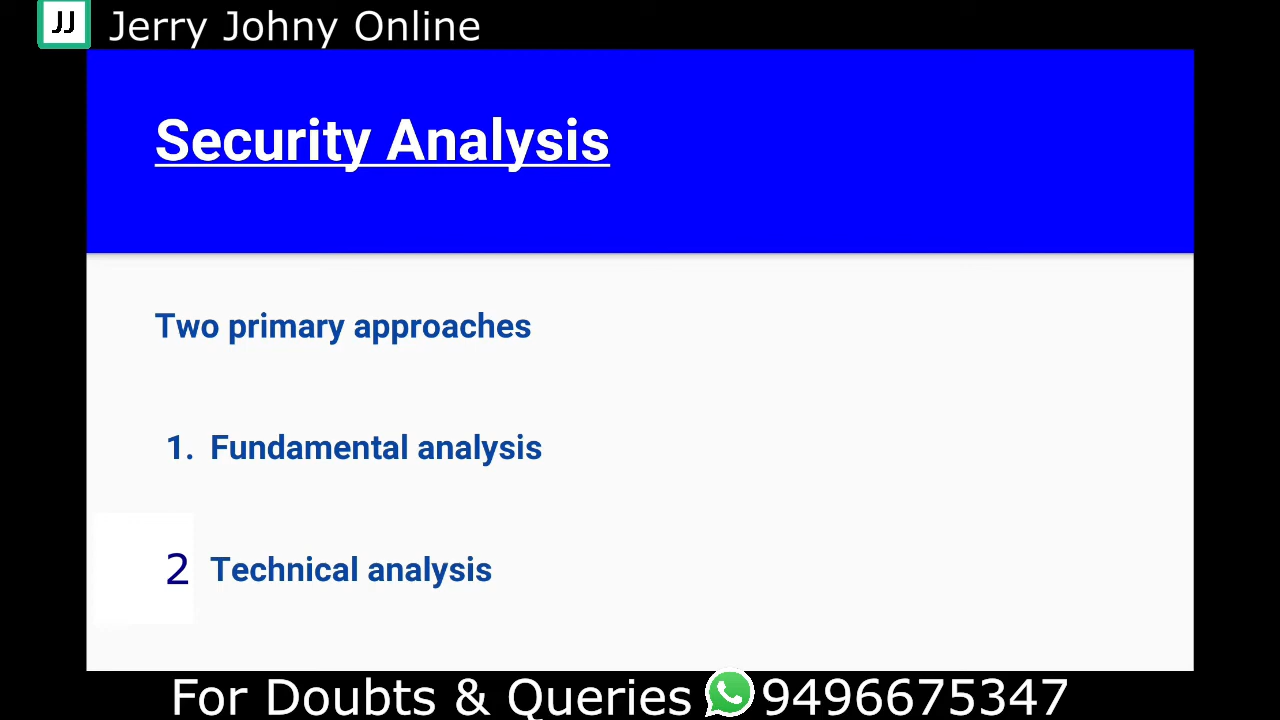 JJ Jerry Johny Online
Security Analysis
Two primary approaches
1. Fundamental analysis
2 Technical analysis
For Doubts & Queries 9496675347